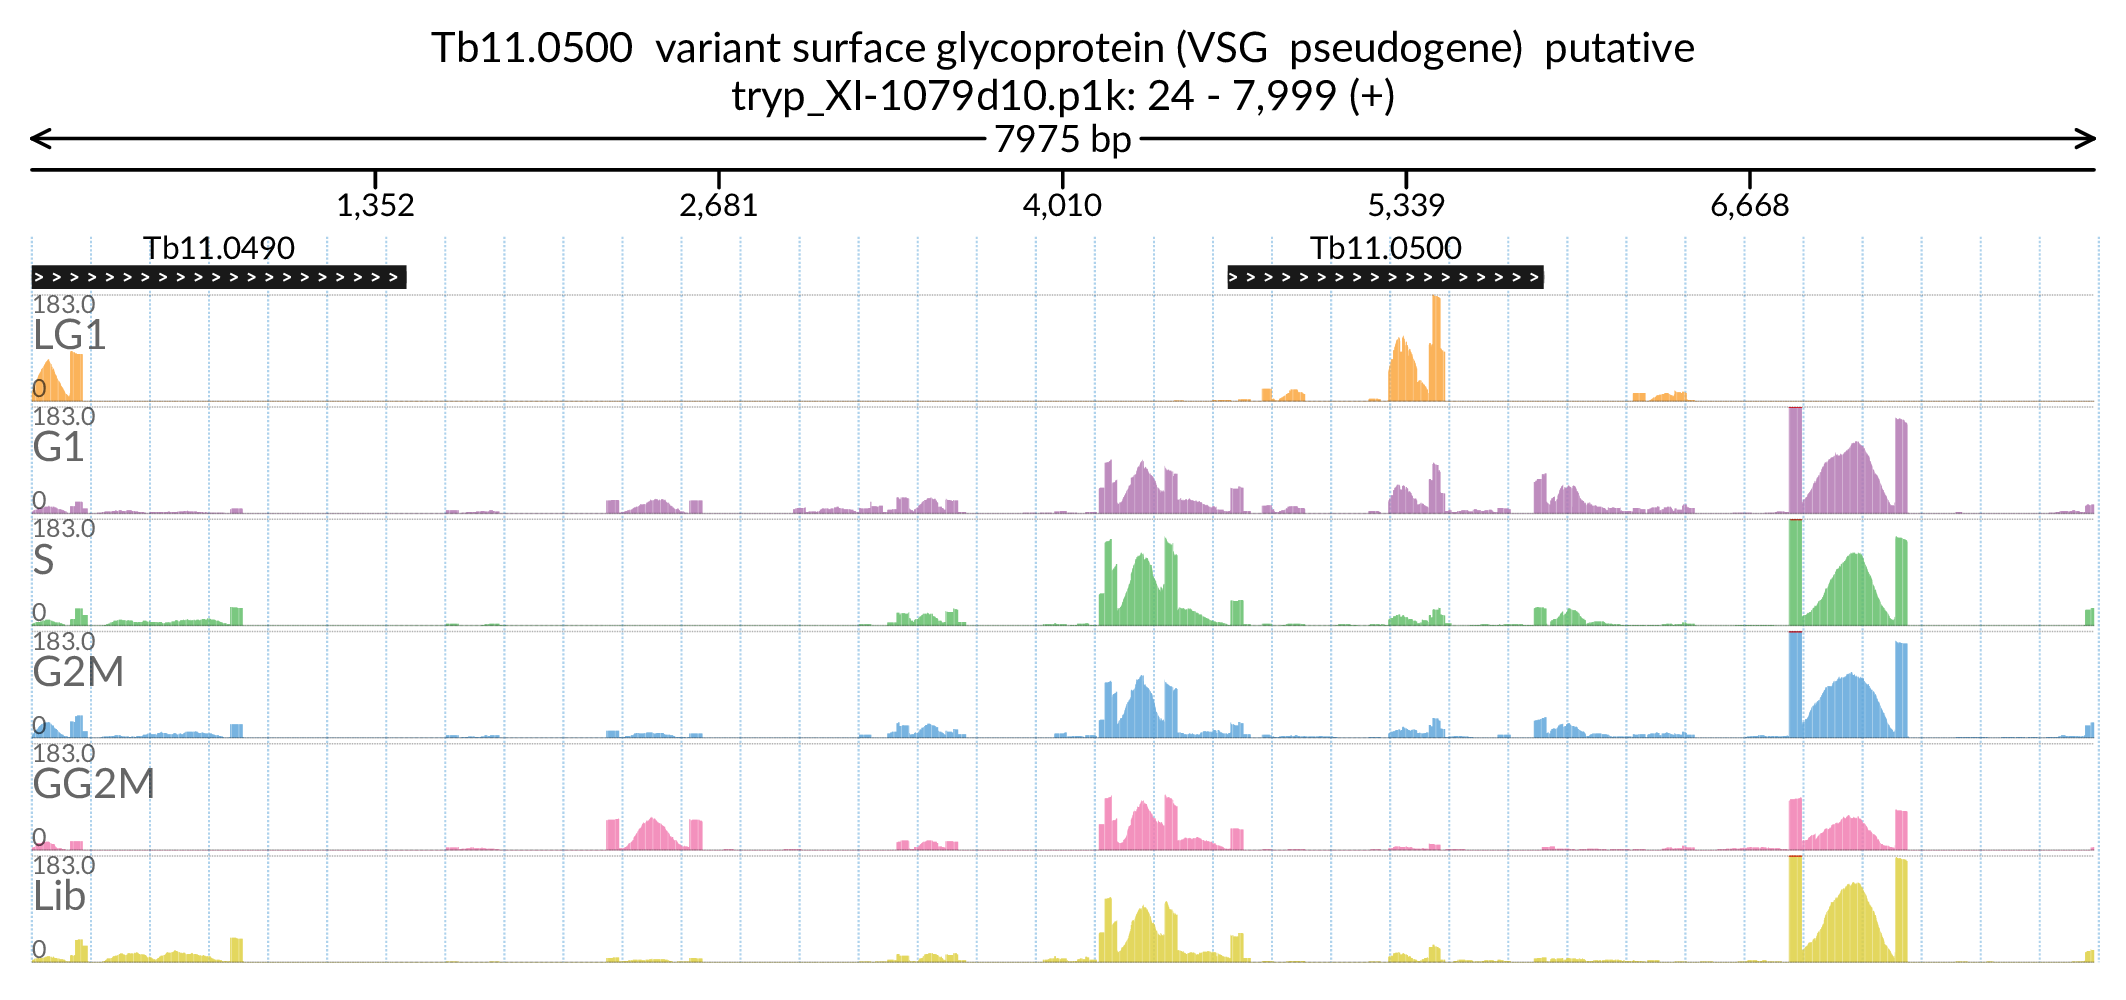 Tb11.0500 variant surface glycoprotein (VSG pseudogene) putative
tryp_XI-1079d10.p1k: 24 - 7,999 (+)
7975 bp
1,352 2,681 4,010 5,339 6,668
Tb11.0490 Tb11.0500
> > > > > > > > > > > > > > > > > > > > > > > > > > > > > > > > > > > > > >
183.0
LG1
0
183.0
G1
0
183.0
S
0
183.0
G2M
0
183.0
GG2M
0
183.0
Lib
0